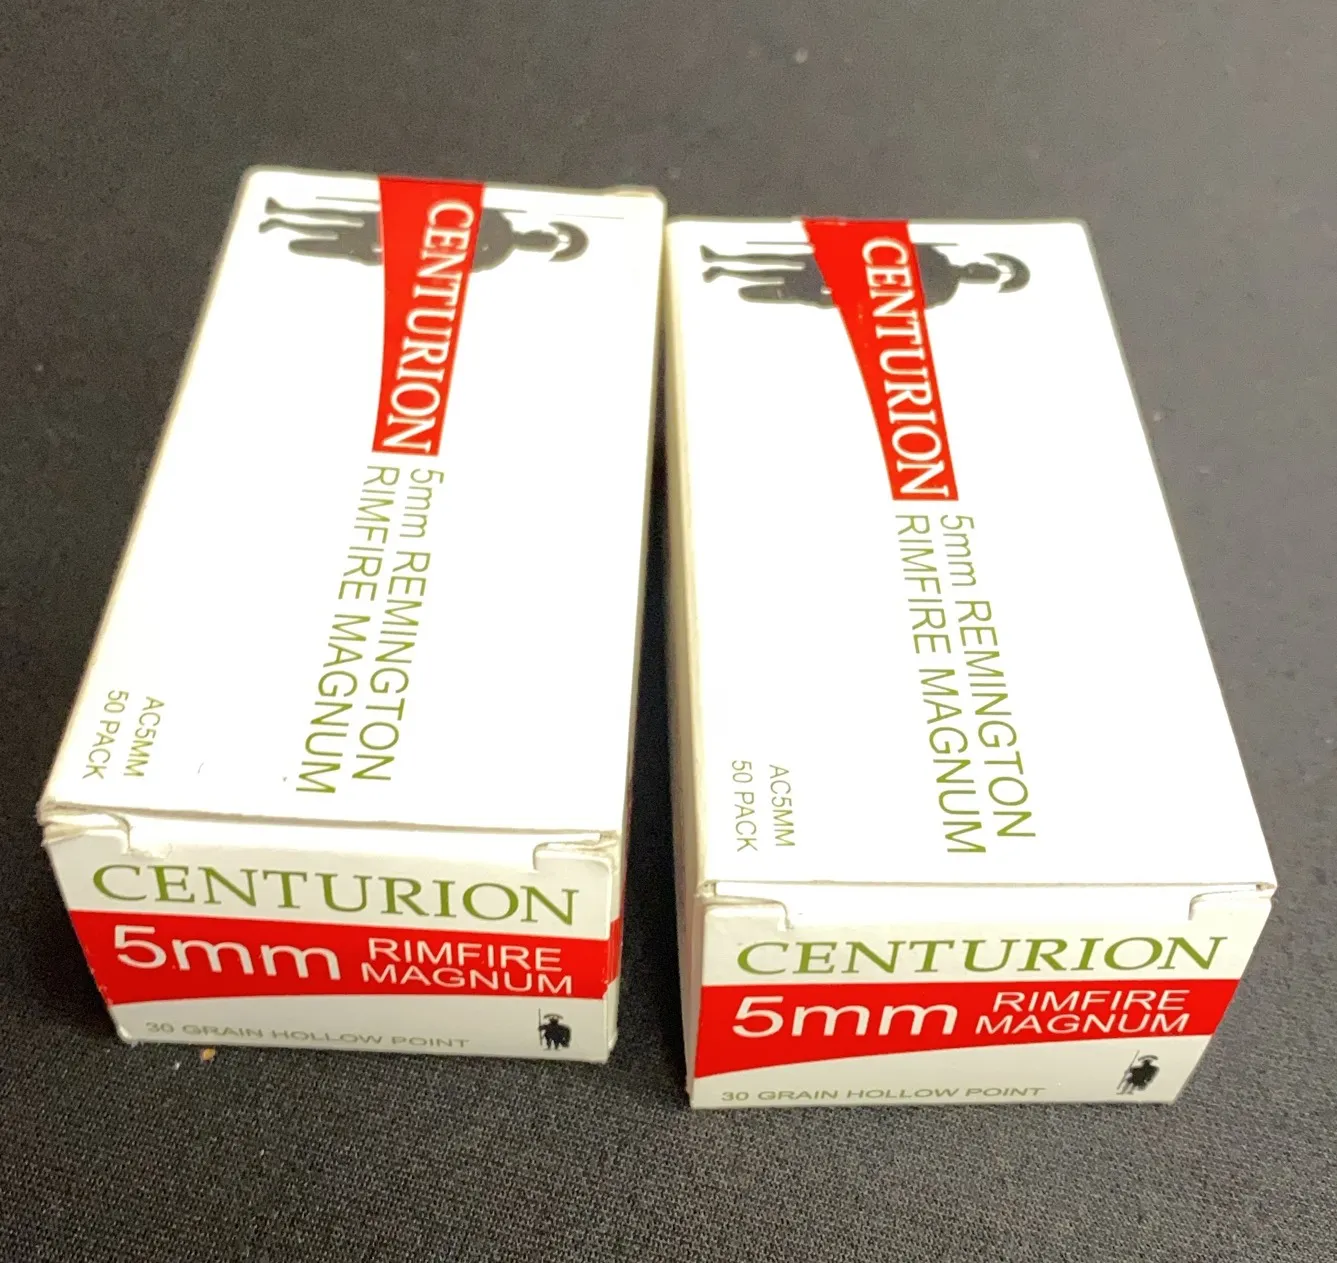 CENTURION
5mm REMINGTON
RIMFIRE MAGNUM
AC5MM
50 PACK
CENTURION
5mm RIMFIRE
MAGNUM
30 GRAIN HOLLOW POINT
CENTURION
5mm REMINGTON
RIMFIRE MAGNUM
AC5MM
50 PACK
CENTURION
5mm RIMFIRE
MAGNUM
30 GRAIN HOLLOW POINT